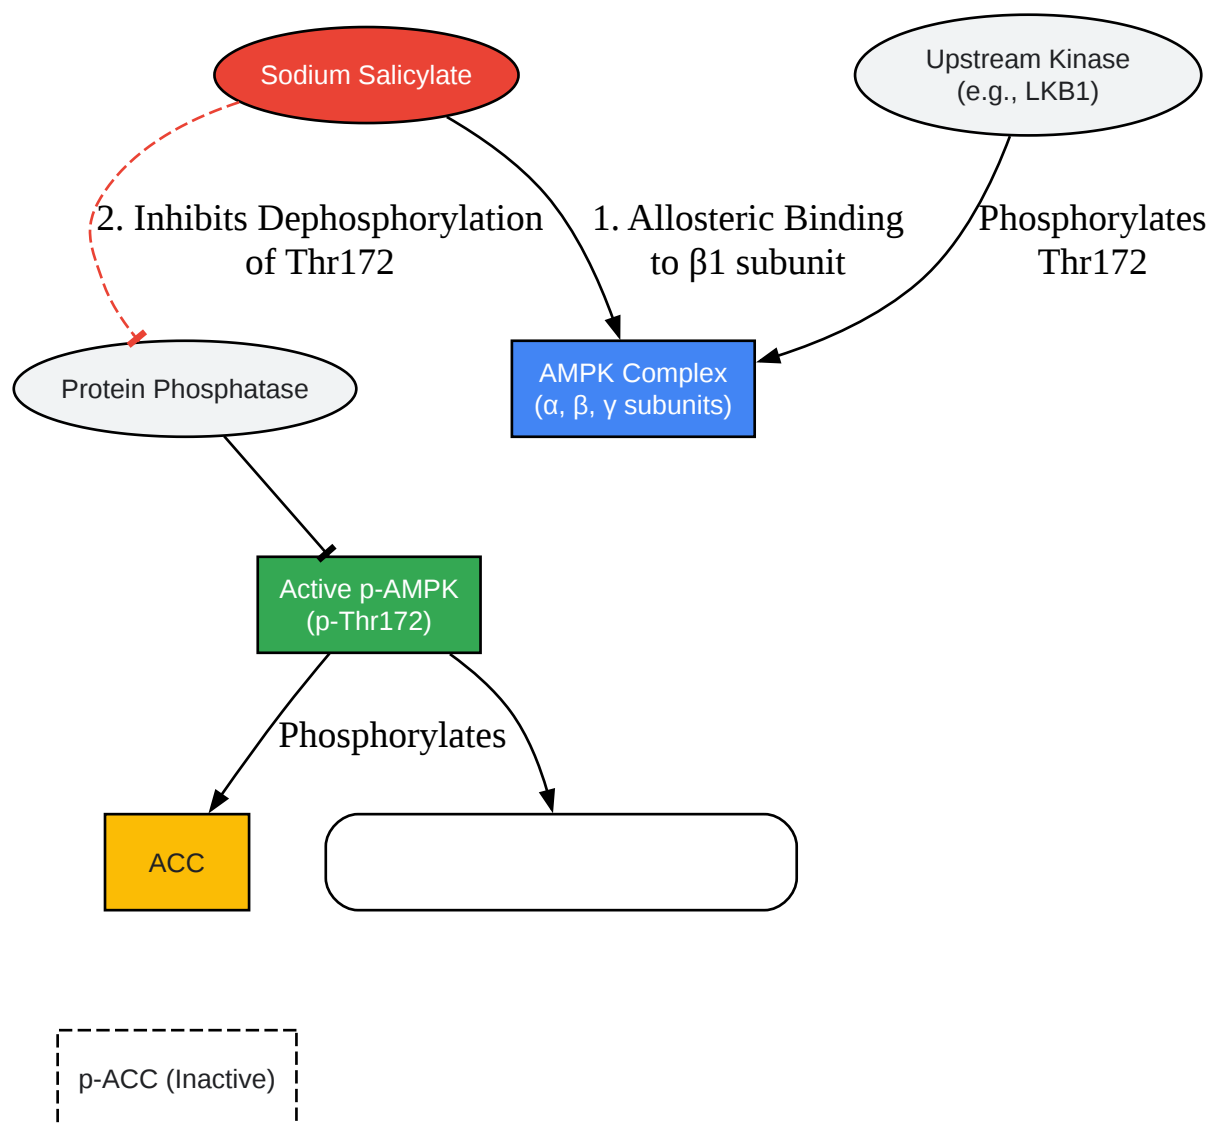 Sodium Salicylate
Upstream Kinase
(e.g., LKB1)
2. Inhibits Dephosphorylation
of Thr172
1. Allosteric Binding
to β1 subunit
Phosphorylates
Thr172
Protein Phosphatase
AMPK Complex
(α, β, γ subunits)
Active p-AMPK
(p-Thr172)
Phosphorylates
ACC
p-ACC (Inactive)